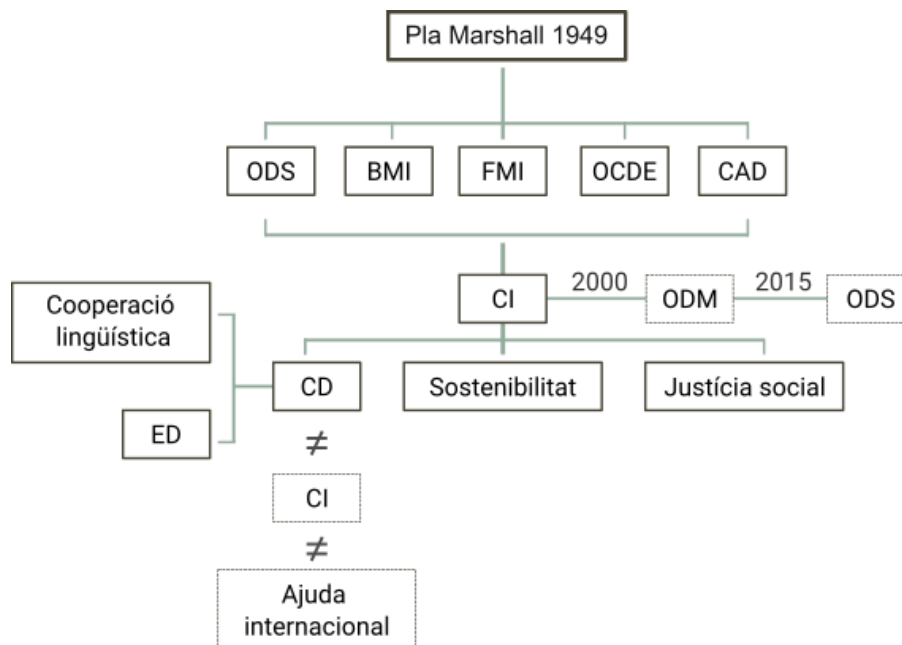 Pla Marshall 1949
ODS
BMI
FMI
OCDE
CAD
CI
2000
ODM
2015
ODS
Cooperació
lingüística
ED
CD
Sostenibilitat
Justícia social
≠
CI
≠
Ajuda
internacional